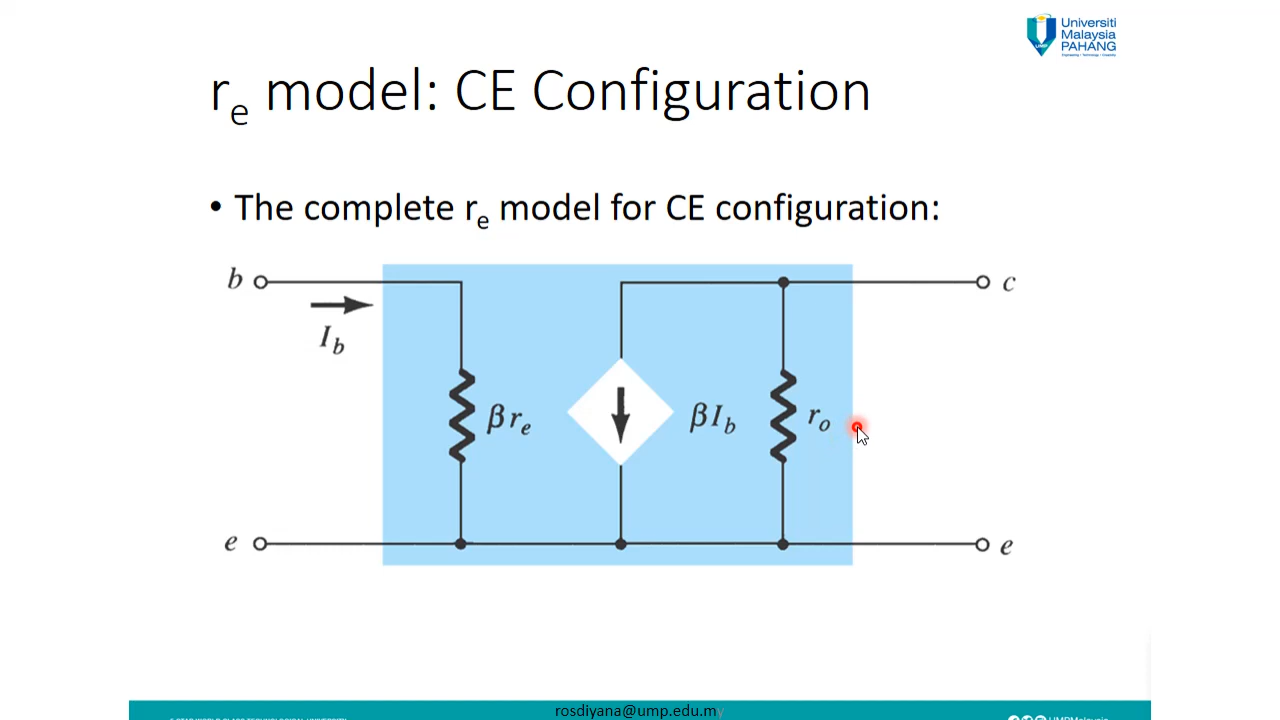 Universiti
Malaysia
PAHANG
re model: CE Configuration
• The complete re model for CE configuration:
b
c
Ib
βre
βIb
ro
e
e
rosdiyana@ump.edu.my
UMPMalaysia